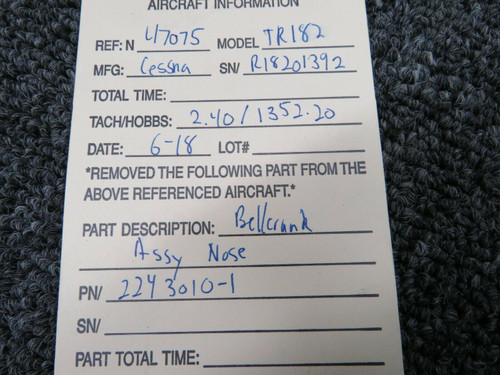 AIRCRAFT INFORMATION
REF: N 47075 MODEL TR182
MFG: Cessna SN/ R18201392
TOTAL TIME:
TACH/HOBBS: 2.40/1352.20
DATE: 6-18 LOT#
*REMOVED THE FOLLOWING PART FROM THE
ABOVE REFERENCED AIRCRAFT.*
PART DESCRIPTION: Bellcrank
Assy Nose
PN/ 2243010-1
SN/
PART TOTAL TIME: